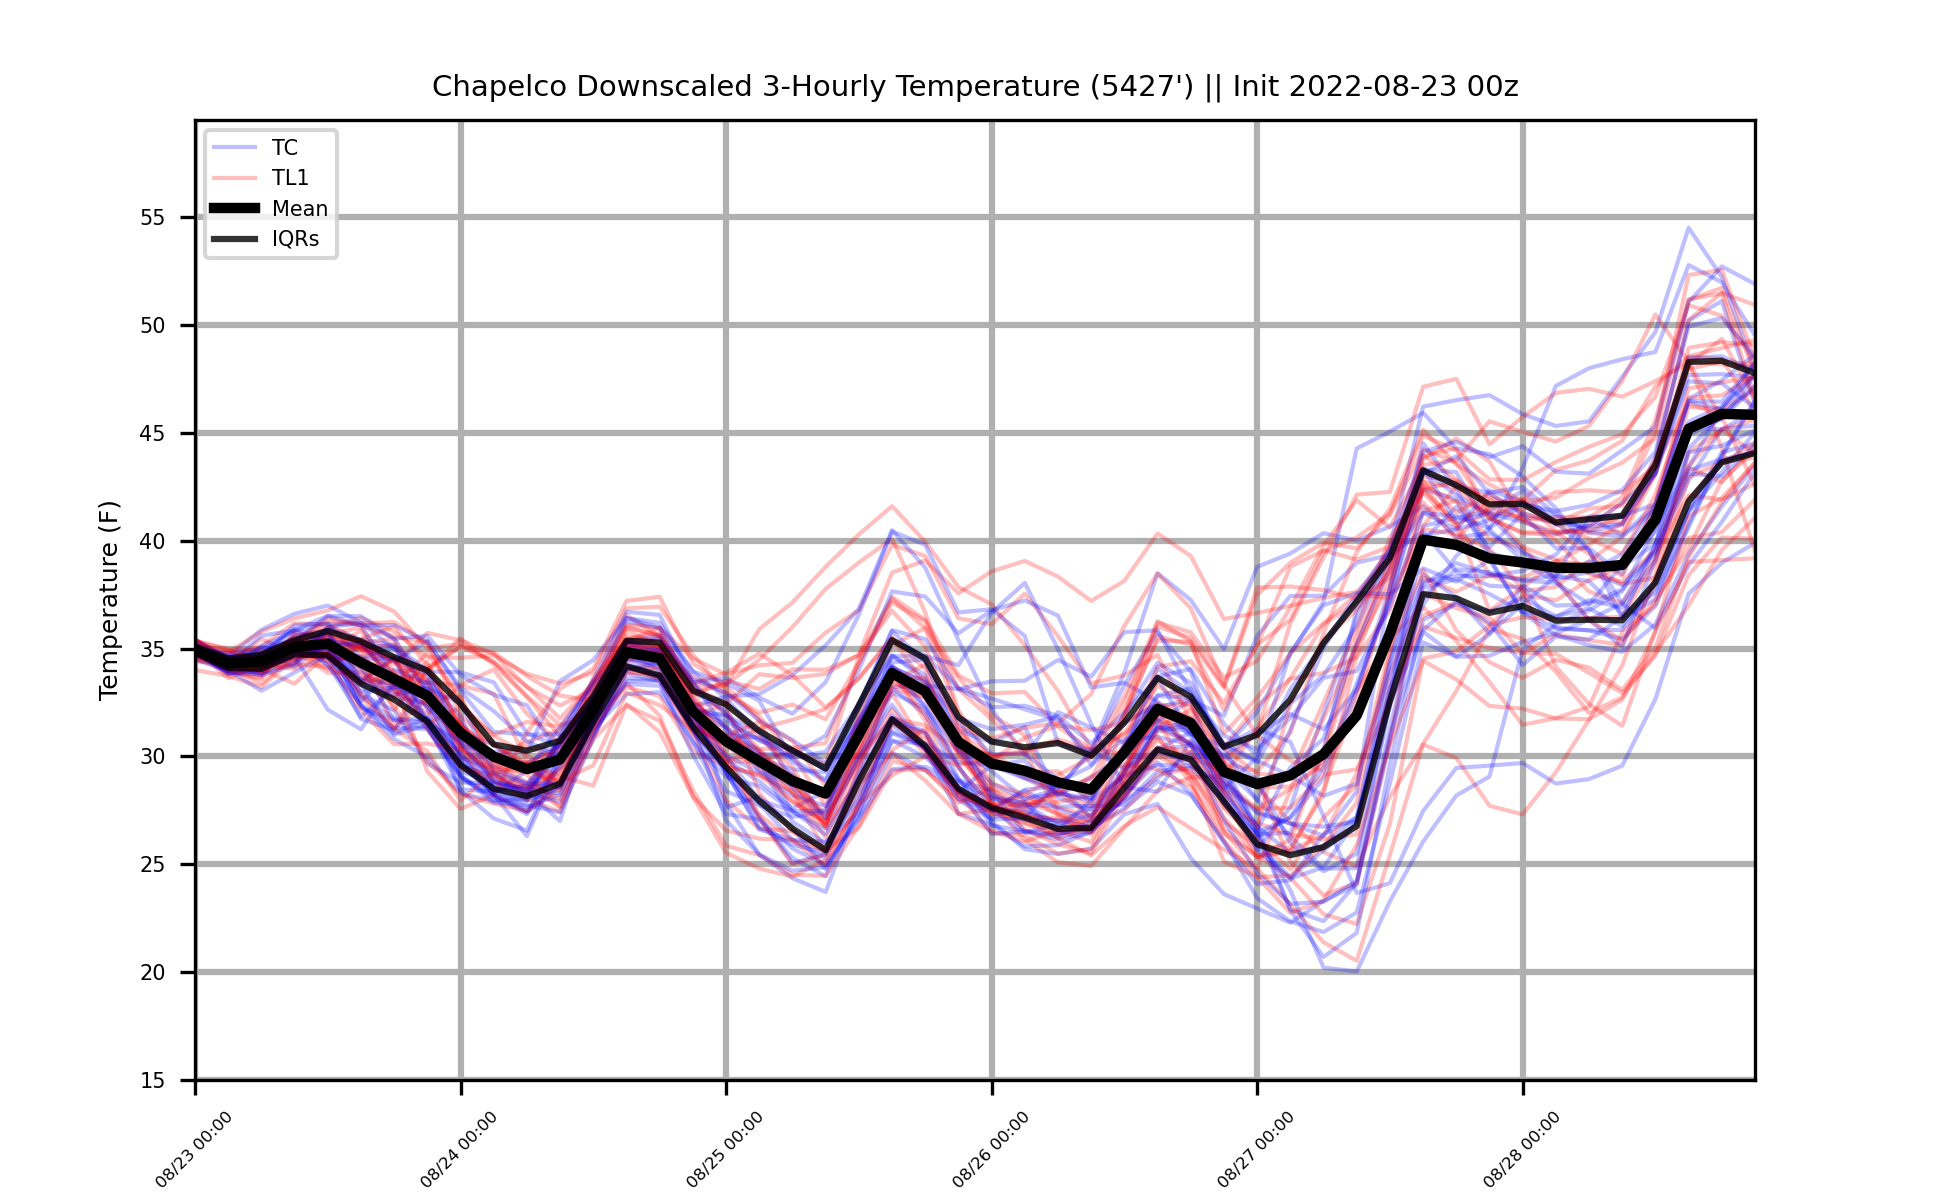 Chapelco Downscaled 3-Hourly Temperature (5427') || Init 2022-08-23 00z
TC
TL1
Mean
IQRs
Temperature (F)
55
50
45
40
35
30
25
20
15
08/23 00:00
08/24 00:00
08/25 00:00
08/26 00:00
08/27 00:00
08/28 00:00